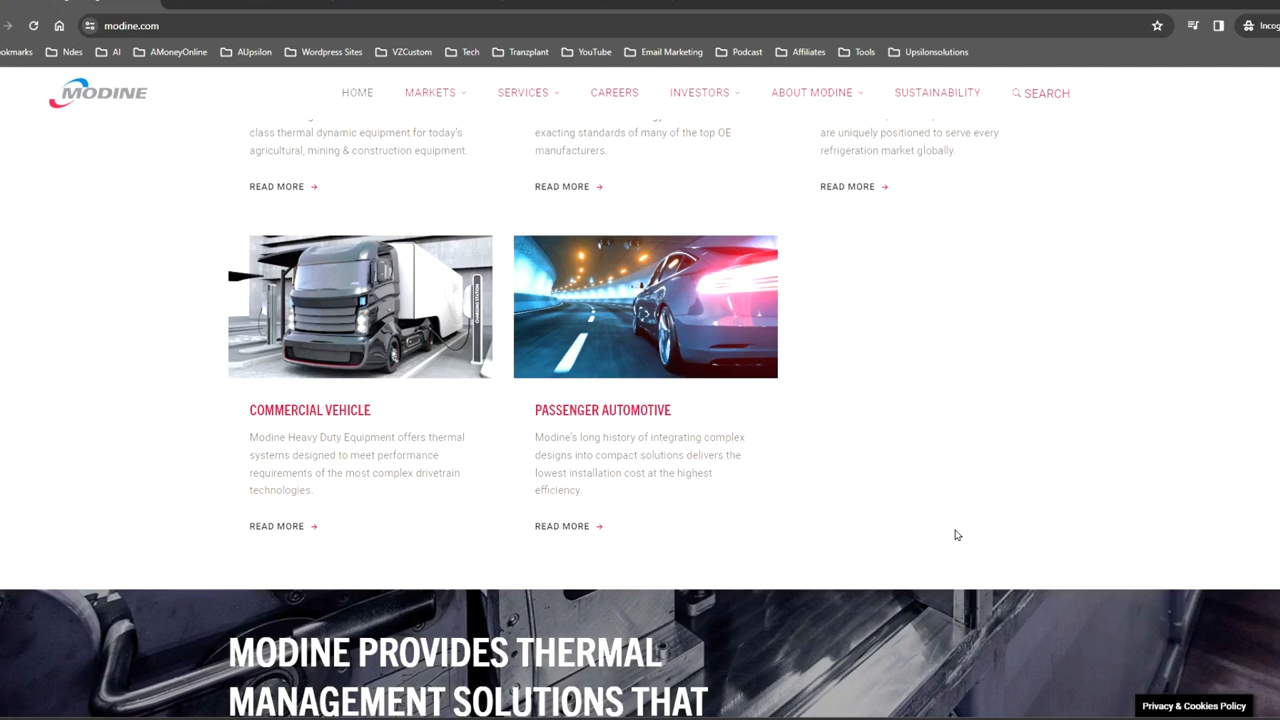 modine.com
Incog
ookmarks Ndes AI AMoneyOnline AUpsilon Wordpress Sites VZCustom Tech Tranzplant YouTube Email Marketing Podcast Affiliates Tools Upsilonsolutions
MODINE HOME MARKETS SERVICES CAREERS INVESTORS ABOUT MODINE SUSTAINABILITY SEARCH
class thermal dynamic equipment for today's
agricultural, mining & construction equipment.
READ MORE
exacting standards of many of the top OE
manufacturers.
READ MORE
are uniquely positioned to serve every
refrigeration market globally.
READ MORE
CHARGING STATION
COMMERCIAL VEHICLE
Modine Heavy Duty Equipment offers thermal
systems designed to meet performance
requirements of the most complex drivetrain
technologies.
READ MORE
PASSENGER AUTOMOTIVE
Modine's long history of integrating complex
designs into compact solutions delivers the
lowest installation cost at the highest
efficiency.
READ MORE
MODINE PROVIDES THERMAL
MANAGEMENT SOLUTIONS THAT
Privacy & Cookies Policy